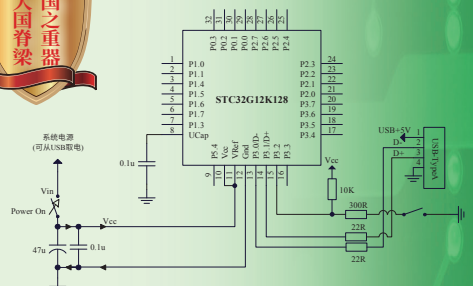 国之重器
大国脊梁
32 31 30 29 28 27 26 25
P0.3 P0.2 P0.1 P0.0 P2.7 P2.6 P2.5 P2.4
1 P1.0
2 P1.1
3 P1.4
4 P1.5
5 P1.6
6 P1.7
7 P1.3
8 UCap
STC32G12K128
P2.3 24
P2.2 23
P2.1 22
P2.0 21
P3.7 20
P3.6 19
P3.5 18
P3.4 17
P5.4 Vcc VRef Gnd P3.0/D- P3.1/D+ P3.2 P3.3
9 10 11 12 13 14 15 16
系统电源
(可从USB取电)
Vin
Power On
0.1u
Vcc
47u
0.1u
Vcc
10K
300R
22R
22R
USB+5V
D-
D+
1
2
3
4
USB-TypeA